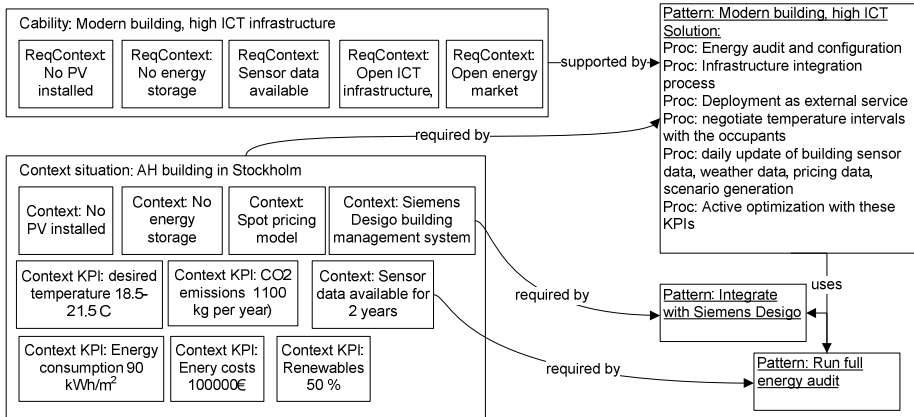 Cability: Modern building, high ICT infrastructure
ReqContext:
No PV
installed
ReqContext:
No energy
storage
ReqContext:
Sensor data
available
ReqContext:
Open ICT
infrastructure,
ReqContext:
Open energy
market
supported by
Pattern: Modern building, high ICT
Solution:
Proc: Energy audit and configuration
Proc: Infrastructure integration
process
Proc: Deployment as external service
Proc: negotiate temperature intervals
with the occupants
Proc: daily update of building sensor
data, weather data, pricing data,
scenario generation
Proc: Active optimization with these
KPIs
required by
Context situation: AH building in Stockholm
Context: No
PV installed
Context: No
energy
storage
Context:
Spot pricing
model
Context: Siemens
Desigo building
management system
Context KPI: desired
temperature 18.5-
21.5 C
Context KPI: CO2
emissions 1100
kg per year)
Context: Sensor
data available for
2 years
Context KPI: Energy
consumption 90
kWh/m²
Context KPI:
Enery costs
100000€
Context KPI:
Renewables
50 %
required by
required by
uses
Pattern: Integrate
with Siemens Desigo
Pattern: Run full
energy audit